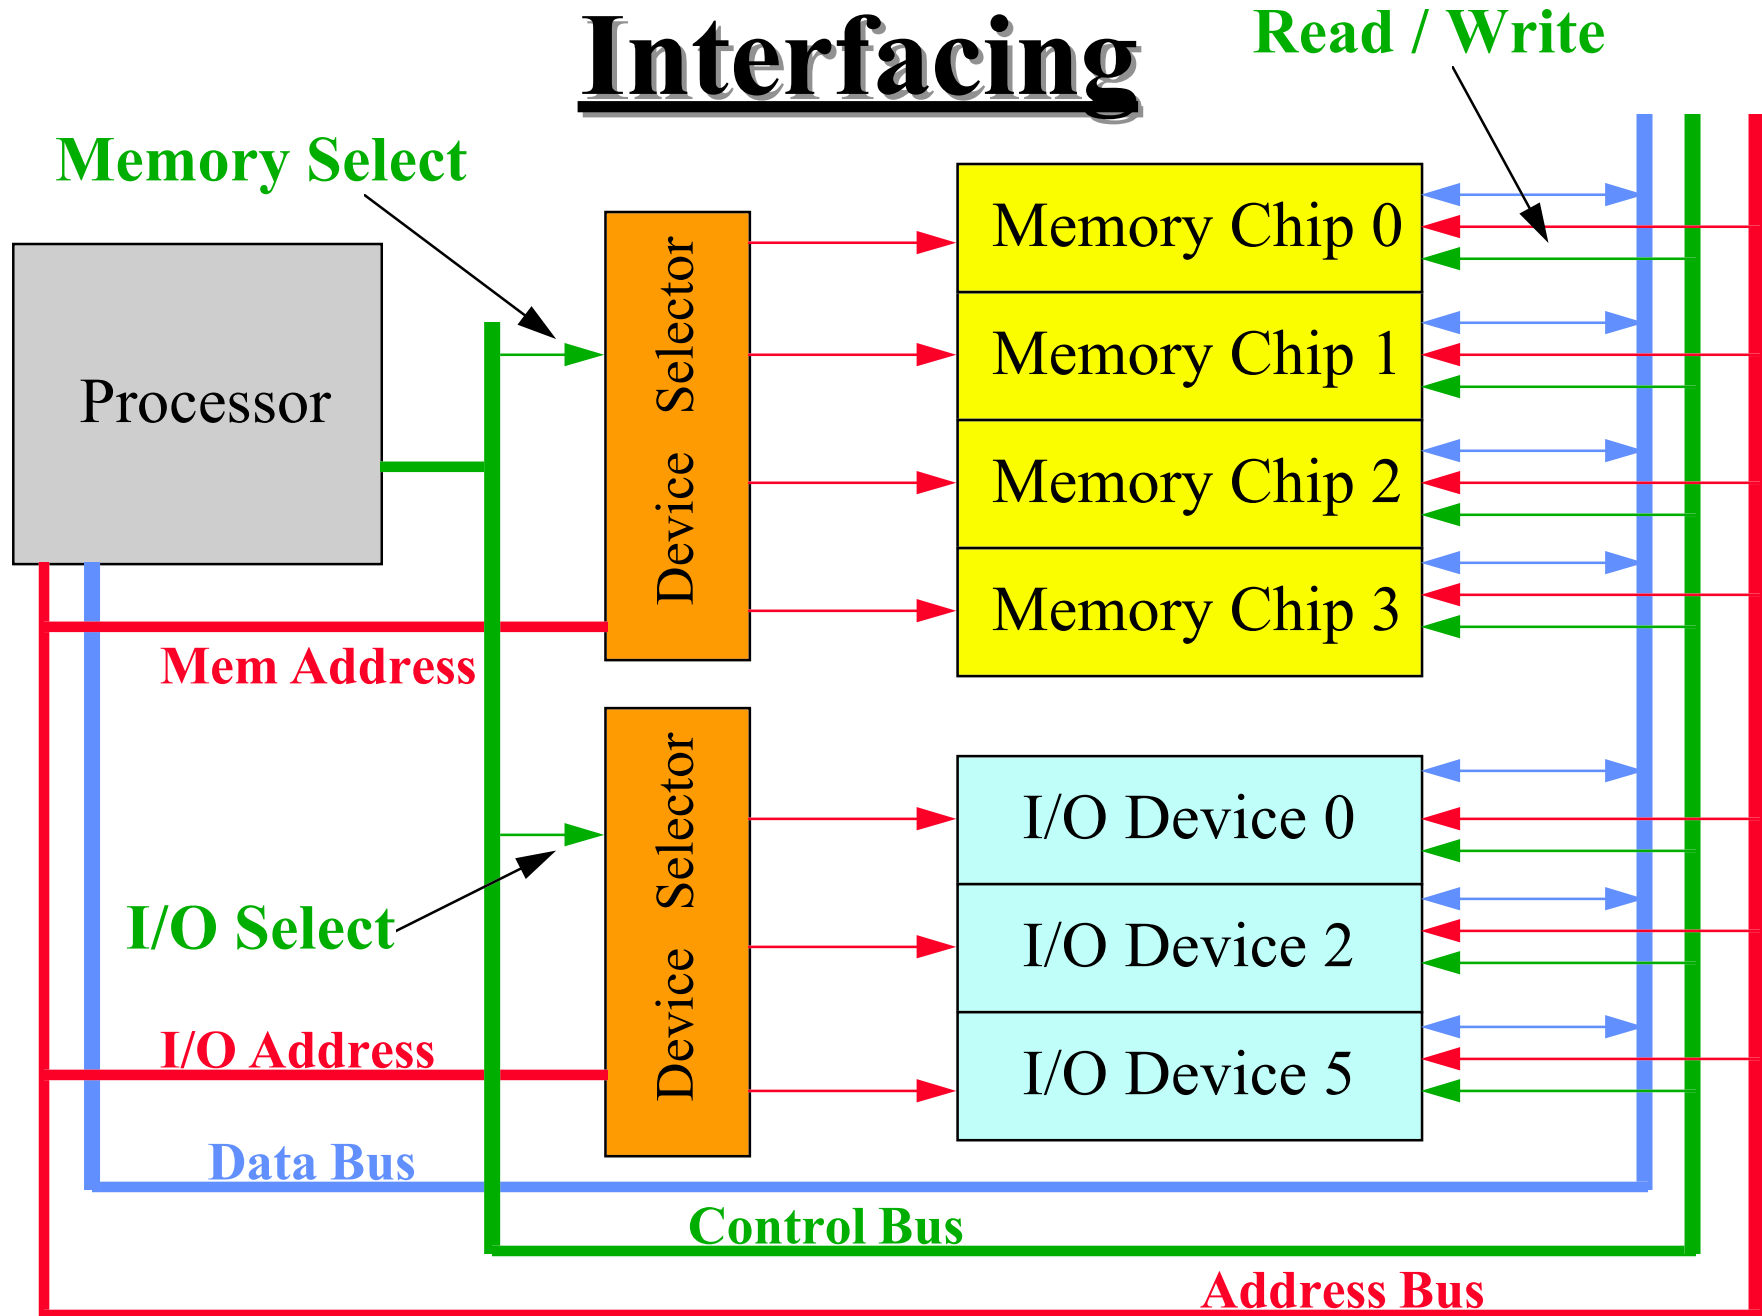 Interfacing
Read / Write
Memory Select
Processor
Device Selector
Memory Chip 0
Memory Chip 1
Memory Chip 2
Memory Chip 3
Mem Address
Device Selector
I/O Device 0
I/O Device 2
I/O Device 5
I/O Select
I/O Address
Data Bus
Control Bus
Address Bus